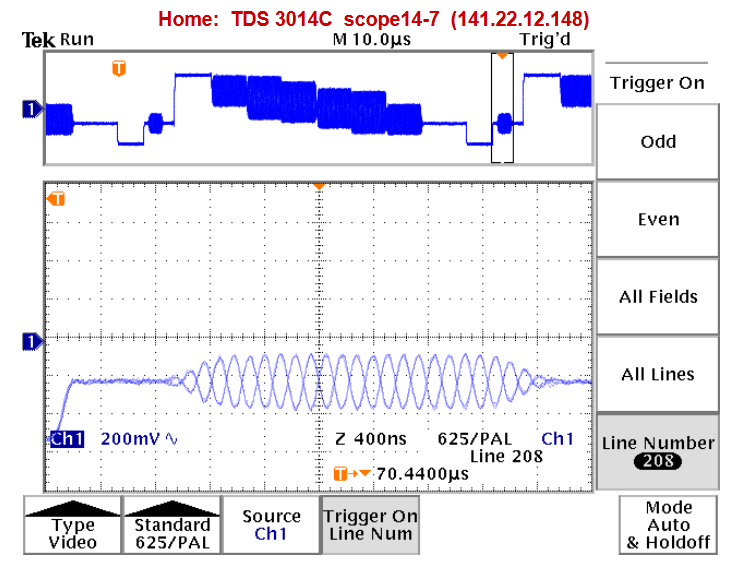 Home: TDS 3014C scope14-7 (141.22.12.148)
Tek Run M 10.0µs Trig'd
T
1
Trigger On
Odd
Even
All Fields
All Lines
Line Number
208
T
1
Ch1 200mV∿ Z 400ns 625/PAL Ch1
Line 208
T→▼70.4400µs
Type
Video
Standard
625/PAL
Source
Ch1
Trigger On
Line Num
Mode
Auto
& Holdoff